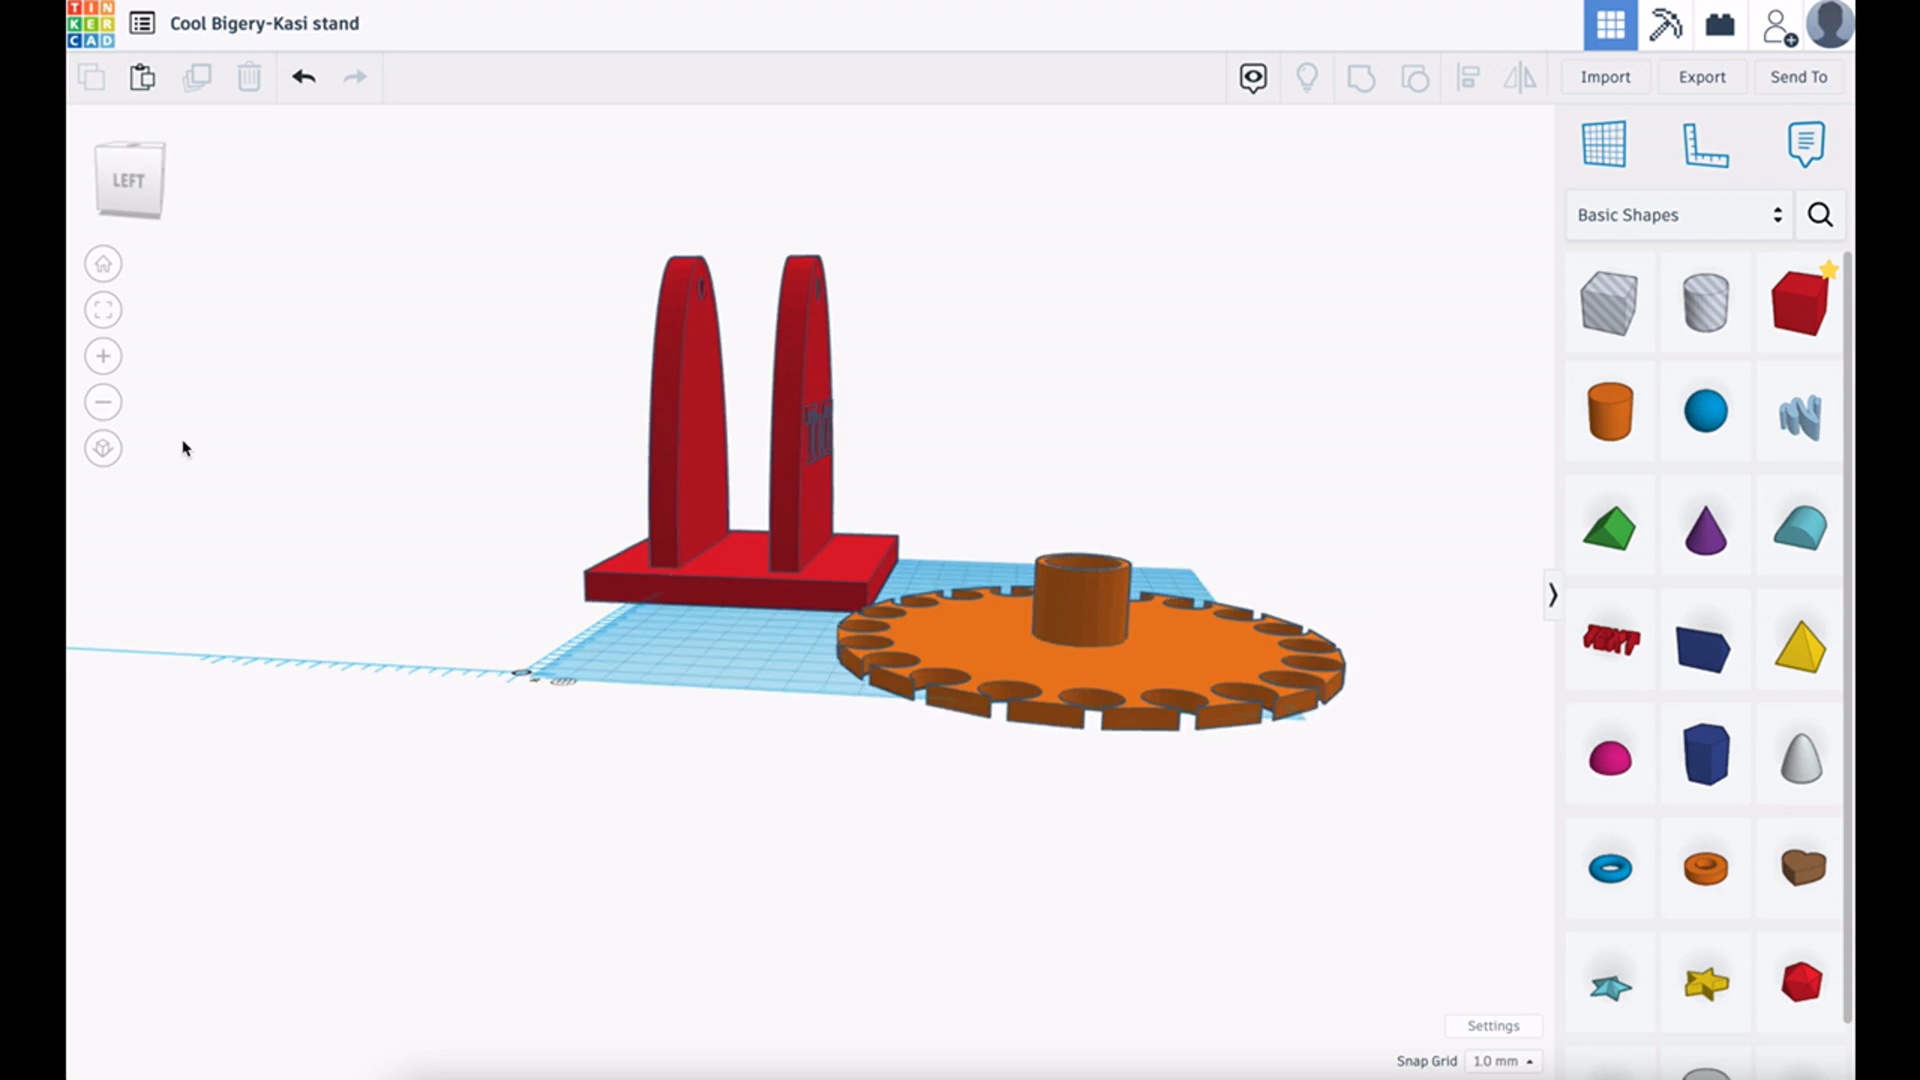 TIN
KER
CAD
Cool Bigery-Kasi stand
Import
Export
Send To
LEFT
Basic Shapes
TEXT
Settings
Snap Grid
1.0 mm